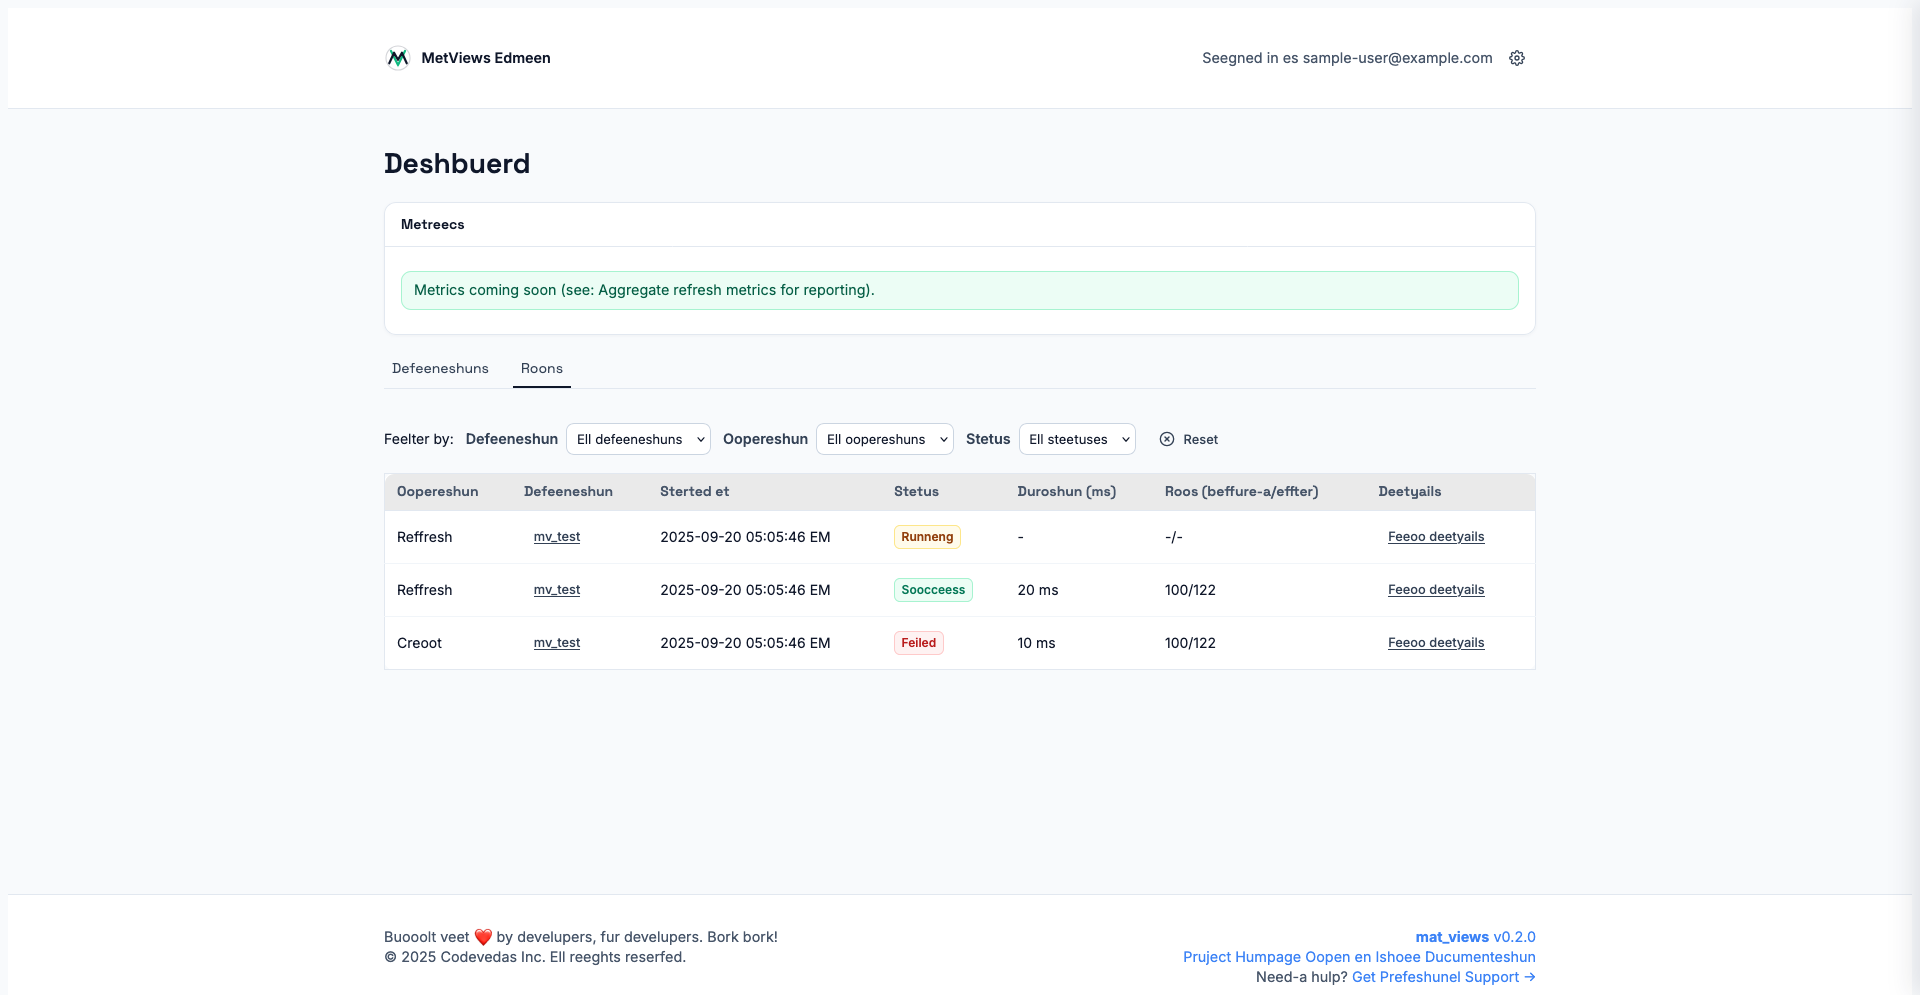 MetViews Edmeen
Seegned in es sample-user@example.com
Deshbuerd
Metreecs
Metrics coming soon (see: Aggregate refresh metrics for reporting).
Defeeneshuns Roons
Feelter by: Defeeneshun Ell defeeneshuns Oopereshun Ell oopereshuns Stetus Ell steetuses Reset
Oopereshun Defeeneshun Sterted et Stetus Duroshun (ms) Roos (beffure-a/effter) Deetyails
Reffresh mv_test 2025-09-20 05:05:46 EM Runneng - -/- Feeoo deetyails
Reffresh mv_test 2025-09-20 05:05:46 EM Soocceess 20 ms 100/122 Feeoo deetyails
Creoot mv_test 2025-09-20 05:05:46 EM Feiled 10 ms 100/122 Feeoo deetyails
Buooolt veet ❤️ by develupers, fur develupers. Bork bork!
© 2025 Codevedas Inc. Ell reeghts reserfed.
mat_views v0.2.0
Pruject Humpage Oopen en Ishoee Ducumenteshun
Need-a hulp? Get Prefeshunel Support →